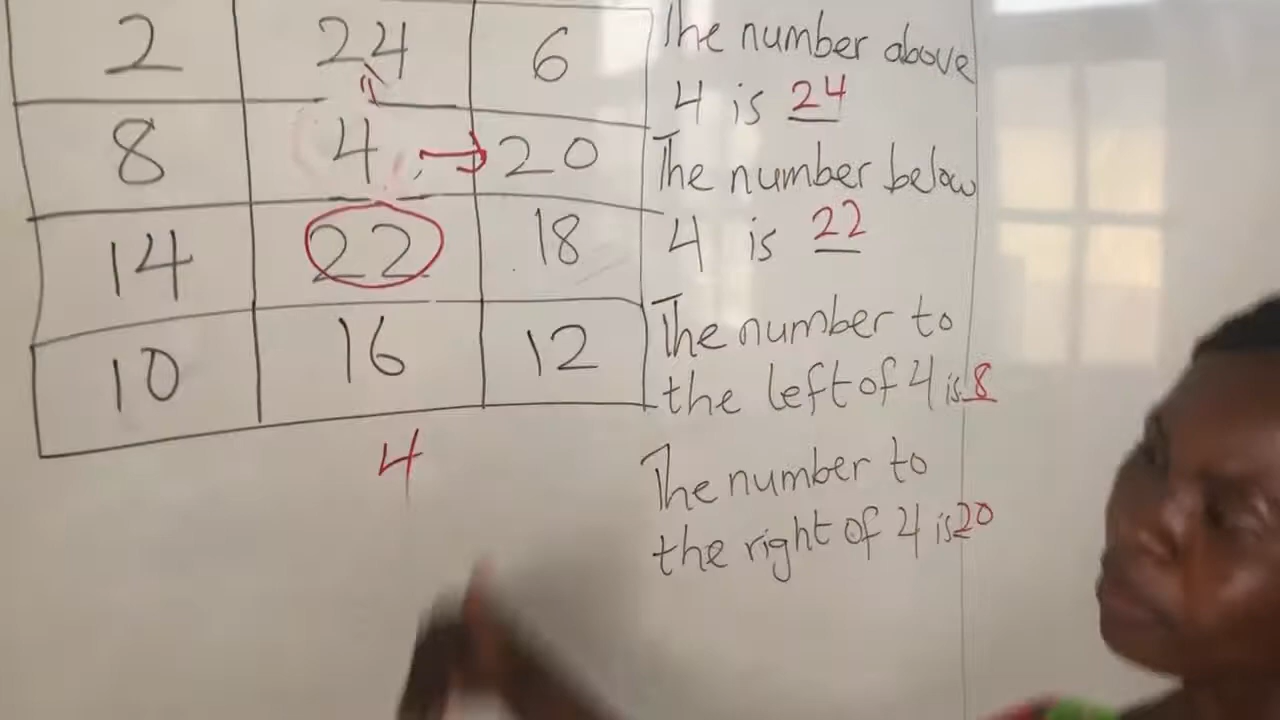 2 24 6
8 4 20
14 22 18
10 16 12
4
The number above
4 is 24
The number below
4 is 22
The number to
the left of 4 is 8
The number to
the right of 4 is 20